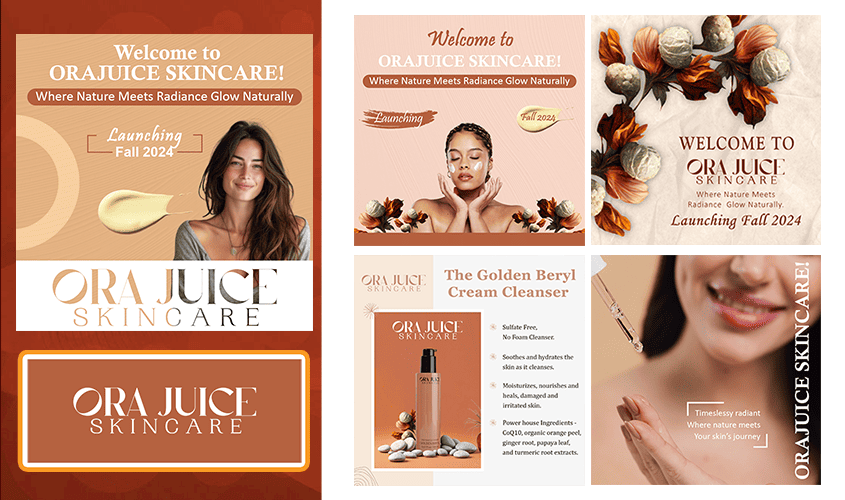 Welcome to
ORAJUICE SKINCARE!
Where Nature Meets Radiance Glow Naturally
Launching
Fall 2024
ORA JUICE
SKINCARE
ORA JUICE
SKINCARE
Welcome to
ORAJUICE SKINCARE!
Where Nature Meets Radiance Glow Naturally
Launching
Fall 2024
WELCOME TO
ORA JUICE
SKINCARE
Where Nature Meets
Radiance Glow Naturally.
Launching Fall 2024
ORA JUICE
SKINCARE
The Golden Beryl
Cream Cleanser
ORA JUICE
SKINCARE
ORA JUICE
Sulfate Free,
No Foam Cleanser.
Soothes and hydrates the
skin as it cleanses.
Moisturizes, nourishes and
heals, damaged and
irritated skin.
Power house Ingredients -
CoQ10, organic orange peel,
ginger root, papaya leaf,
and turmeric root extracts.
Timeslessy radiant
Where nature meets
Your skin's journey
ORAJUICE SKINCARE!